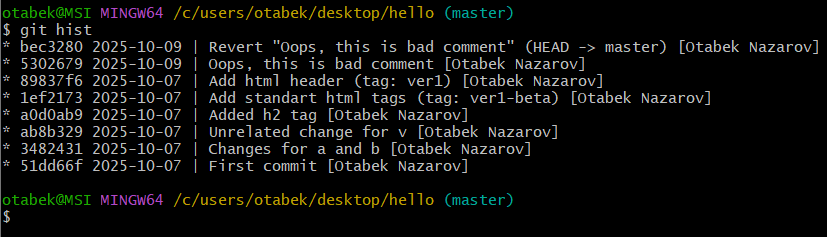 otabek@MSI MINGW64 /c/users/otabek/desktop/hello (master)
$ git hist
* bec3280 2025-10-09 | Revert "Oops, this is bad comment" (HEAD -> master) [Otabek Nazarov]
* 5302679 2025-10-09 | Oops, this is bad comment [Otabek Nazarov]
* 89837f6 2025-10-07 | Add html header (tag: ver1) [Otabek Nazarov]
* 1ef2173 2025-10-07 | Add standart html tags (tag: ver1-beta) [Otabek Nazarov]
* a0d0ab9 2025-10-07 | Added h2 tag [Otabek Nazarov]
* ab8b329 2025-10-07 | Unrelated change for v [Otabek Nazarov]
* 3482431 2025-10-07 | Changes for a and b [Otabek Nazarov]
* 51dd66f 2025-10-07 | First commit [Otabek Nazarov]
otabek@MSI MINGW64 /c/users/otabek/desktop/hello (master)
$